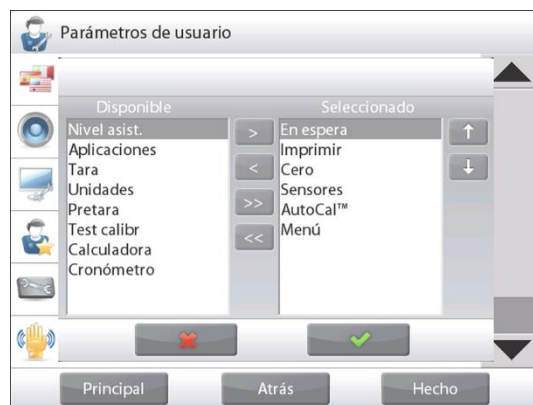 Parámetros de usuario
Disponible
Nivel asist.
Aplicaciones
Tara
Unidades
Pretara
Test calibr
Calculadora
Cronómetro
>
<
>>
<<
Seleccionado
En espera
Imprimir
Cero
Sensores
AutoCal™
Menú
Principal
Atrás
Hecho